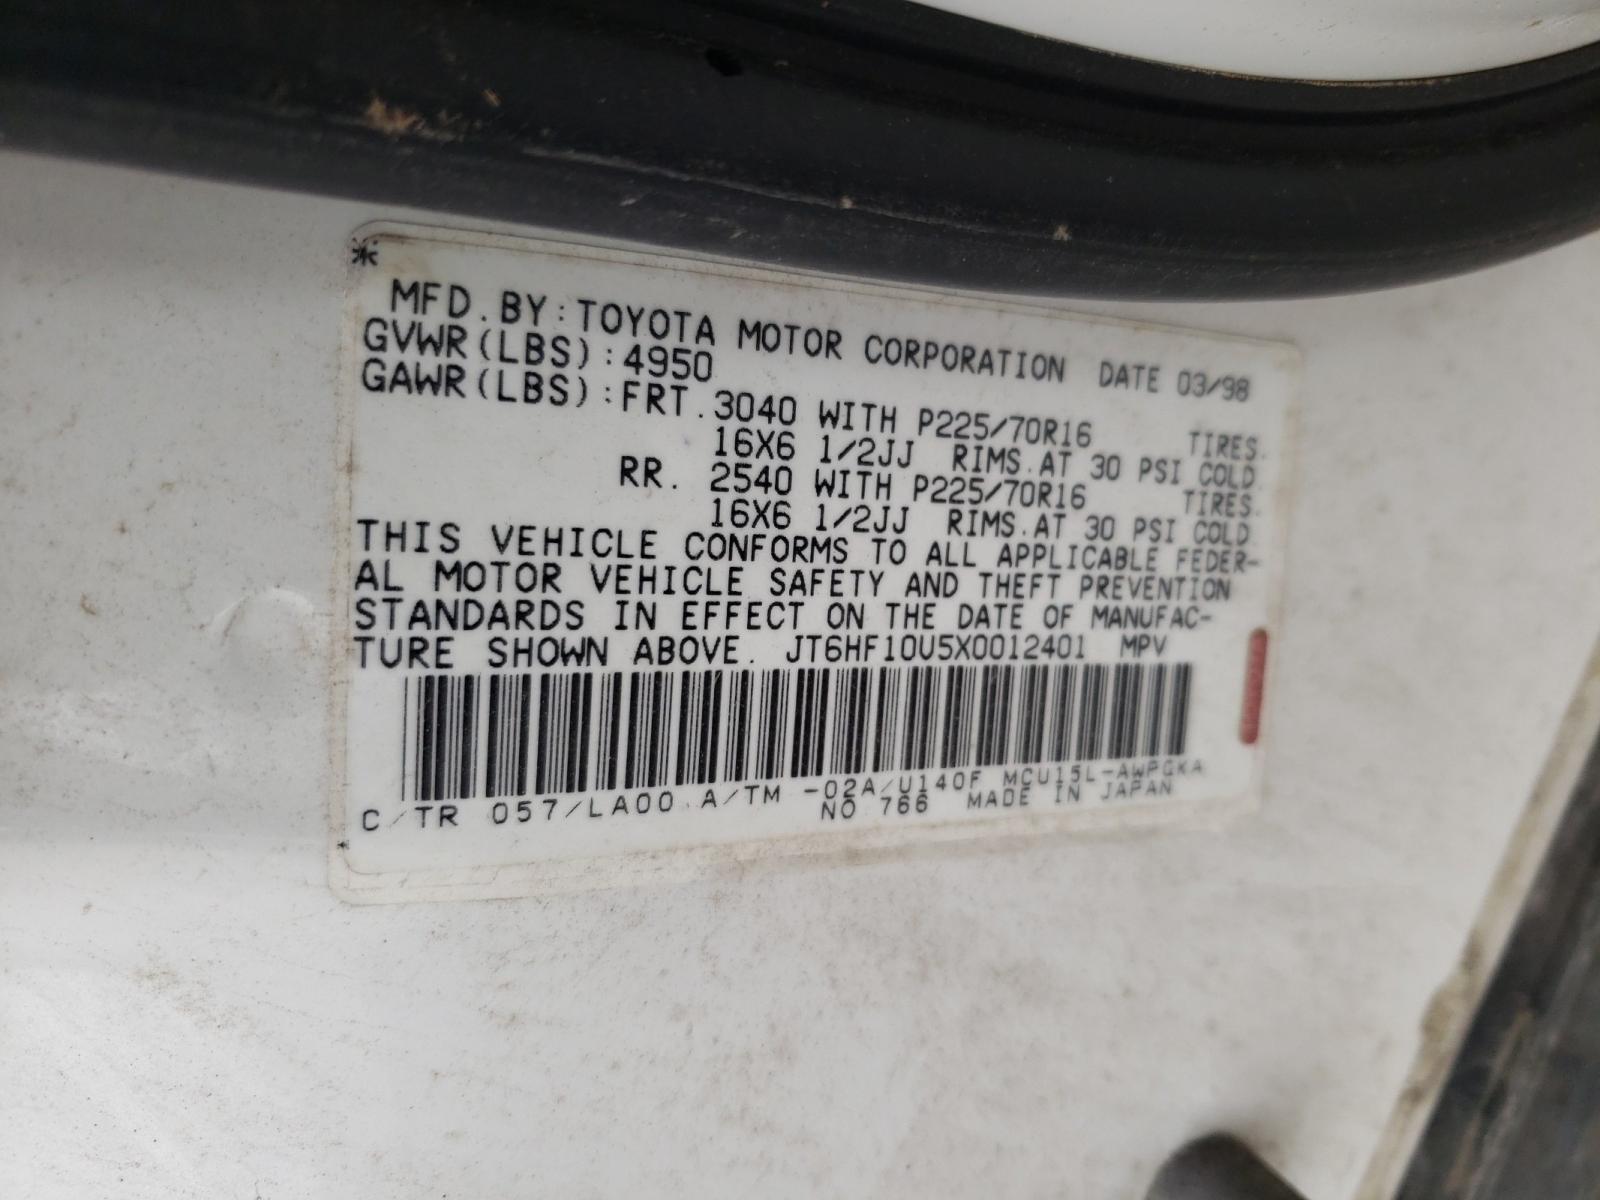 MFD. BY: TOYOTA MOTOR CORPORATION DATE 03/98
GVWR(LBS):4950
GAWR(LBS):FRT. 3040 WITH P225/70R16 TIRES.
16X6 1/2JJ RIMS.AT 30 PSI COLD.
RR. 2540 WITH P225/70R16 TIRES.
16X6 1/2JJ RIMS.AT 30 PSI COLD.
THIS VEHICLE CONFORMS TO ALL APPLICABLE FEDER-
AL MOTOR VEHICLE SAFETY AND THEFT PREVENTION
STANDARDS IN EFFECT ON THE DATE OF MANUFAC-
TURE SHOWN ABOVE. JT6HF10U5X0012401 MPV
C/TR 057/LA00 A/TM -02A/U140F MCU15L-AWPGKA
NO 766 MADE IN JAPAN